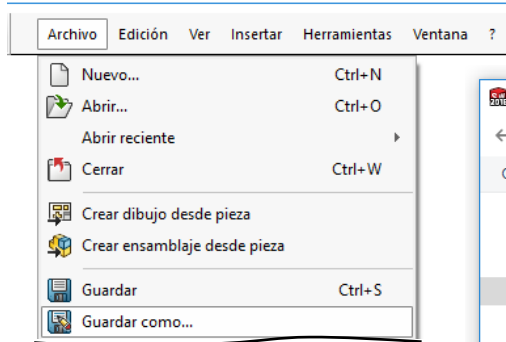 Archivo Edición Ver Insertar Herramientas Ventana ?
Nuevo... Ctrl+N
Abrir... Ctrl+O
Abrir reciente
Cerrar Ctrl+W
Crear dibujo desde pieza
Crear ensamblaje desde pieza
Guardar Ctrl+S
Guardar como...